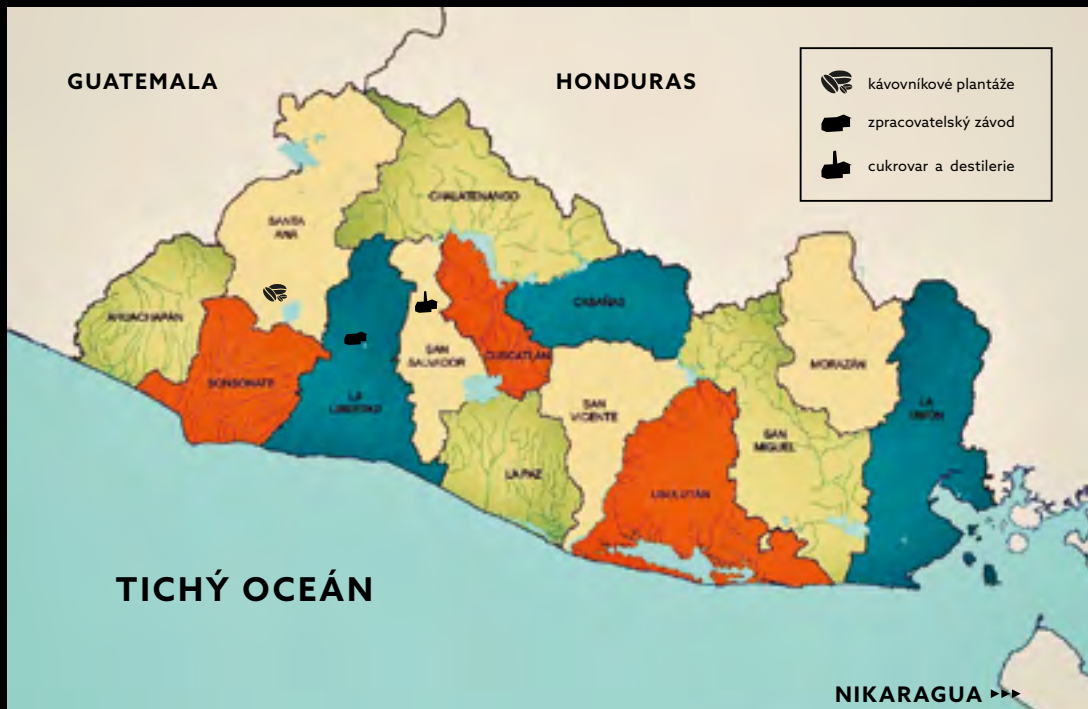 GUATEMALA
HONDURAS
kávovníkové plantáže
zpracovatelský závod
cukrovar a destilerie
CHALATENANGO
SANTA
ANA
AHUACHAPÁN
SONSONATE
LA
LIBERTAD
SAN
SALVADOR
CUSCATLÁN
CABAÑAS
SAN
VICENTE
LA PAZ
USULUTÁN
SAN
MIGUEL
MORAZÁN
LA
UNIÓN
TICHÝ OCEÁN
NIKARAGUA